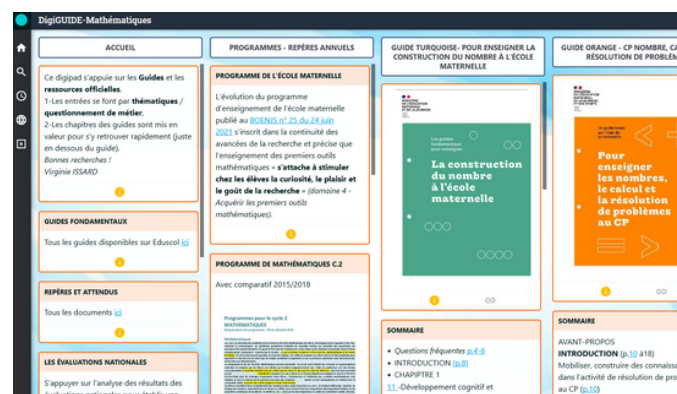 DigiGUIDE-Mathématiques
ACCUEIL
Ce digipad s'appuie sur les Guides et les
ressources officielles.
1-Les entrées se font par thématiques /
questionnement de métier.
2-Les chapitres des guides sont mis en
valeur pour s'y retrouver rapidement (juste
en dessous du guide).
Bonnes recherches !
Virginie ISSARD
GUIDES FONDAMENTAUX
Tous les guides disponibles sur Eduscol ici
REPÈRES ET ATTENDUS
Tous les documents ici
LES ÉVALUATIONS NATIONALES
S'appuyer sur l'analyse des résultats des
PROGRAMMES - REPÈRES ANNUELS
PROGRAMME DE L'ÉCOLE MATERNELLE
L'évolution du programme
d'enseignement de l'école maternelle
publié au BOENIS n° 25 du 24 juin
2021 s'inscrit dans la continuité des
avancées de la recherche et précise que
l'enseignement des premiers outils
mathématiques « s'attache à stimuler
chez les élèves la curiosité, le plaisir et
le goût de la recherche » (domaine 4 -
Acquérir les premiers outils
mathématiques).
PROGRAMME DE MATHÉMATIQUES C.2
Avec comparatif 2015/2018
Programmes pour le cycle 2
MATHÉMATIQUES
GUIDE TURQUOISE- POUR ENSEIGNER LA
CONSTRUCTION DU NOMBRE À L'ÉCOLE
MATERNELLE
Les guides
fondamentaux
pour enseigner
La construction
du nombre
à l'école
maternelle
SOMMAIRE
• Questions fréquentes p.4-6
• INTRODUCTION (p.8)
• CHAPITRE 1
11 -Développement cognitif et
GUIDE ORANGE - CP NOMBRE, CA
RÉSOLUTION DE PROBLÈM
Pour
enseigner
les nombres,
le calcul et
la résolution
de problèmes
au CP
SOMMAIRE
AVANT-PROPOS
INTRODUCTION (p.10 à18)
Mobiliser, construire des connaissa
dans l'activité de résolution de pro
au CP (p.10)